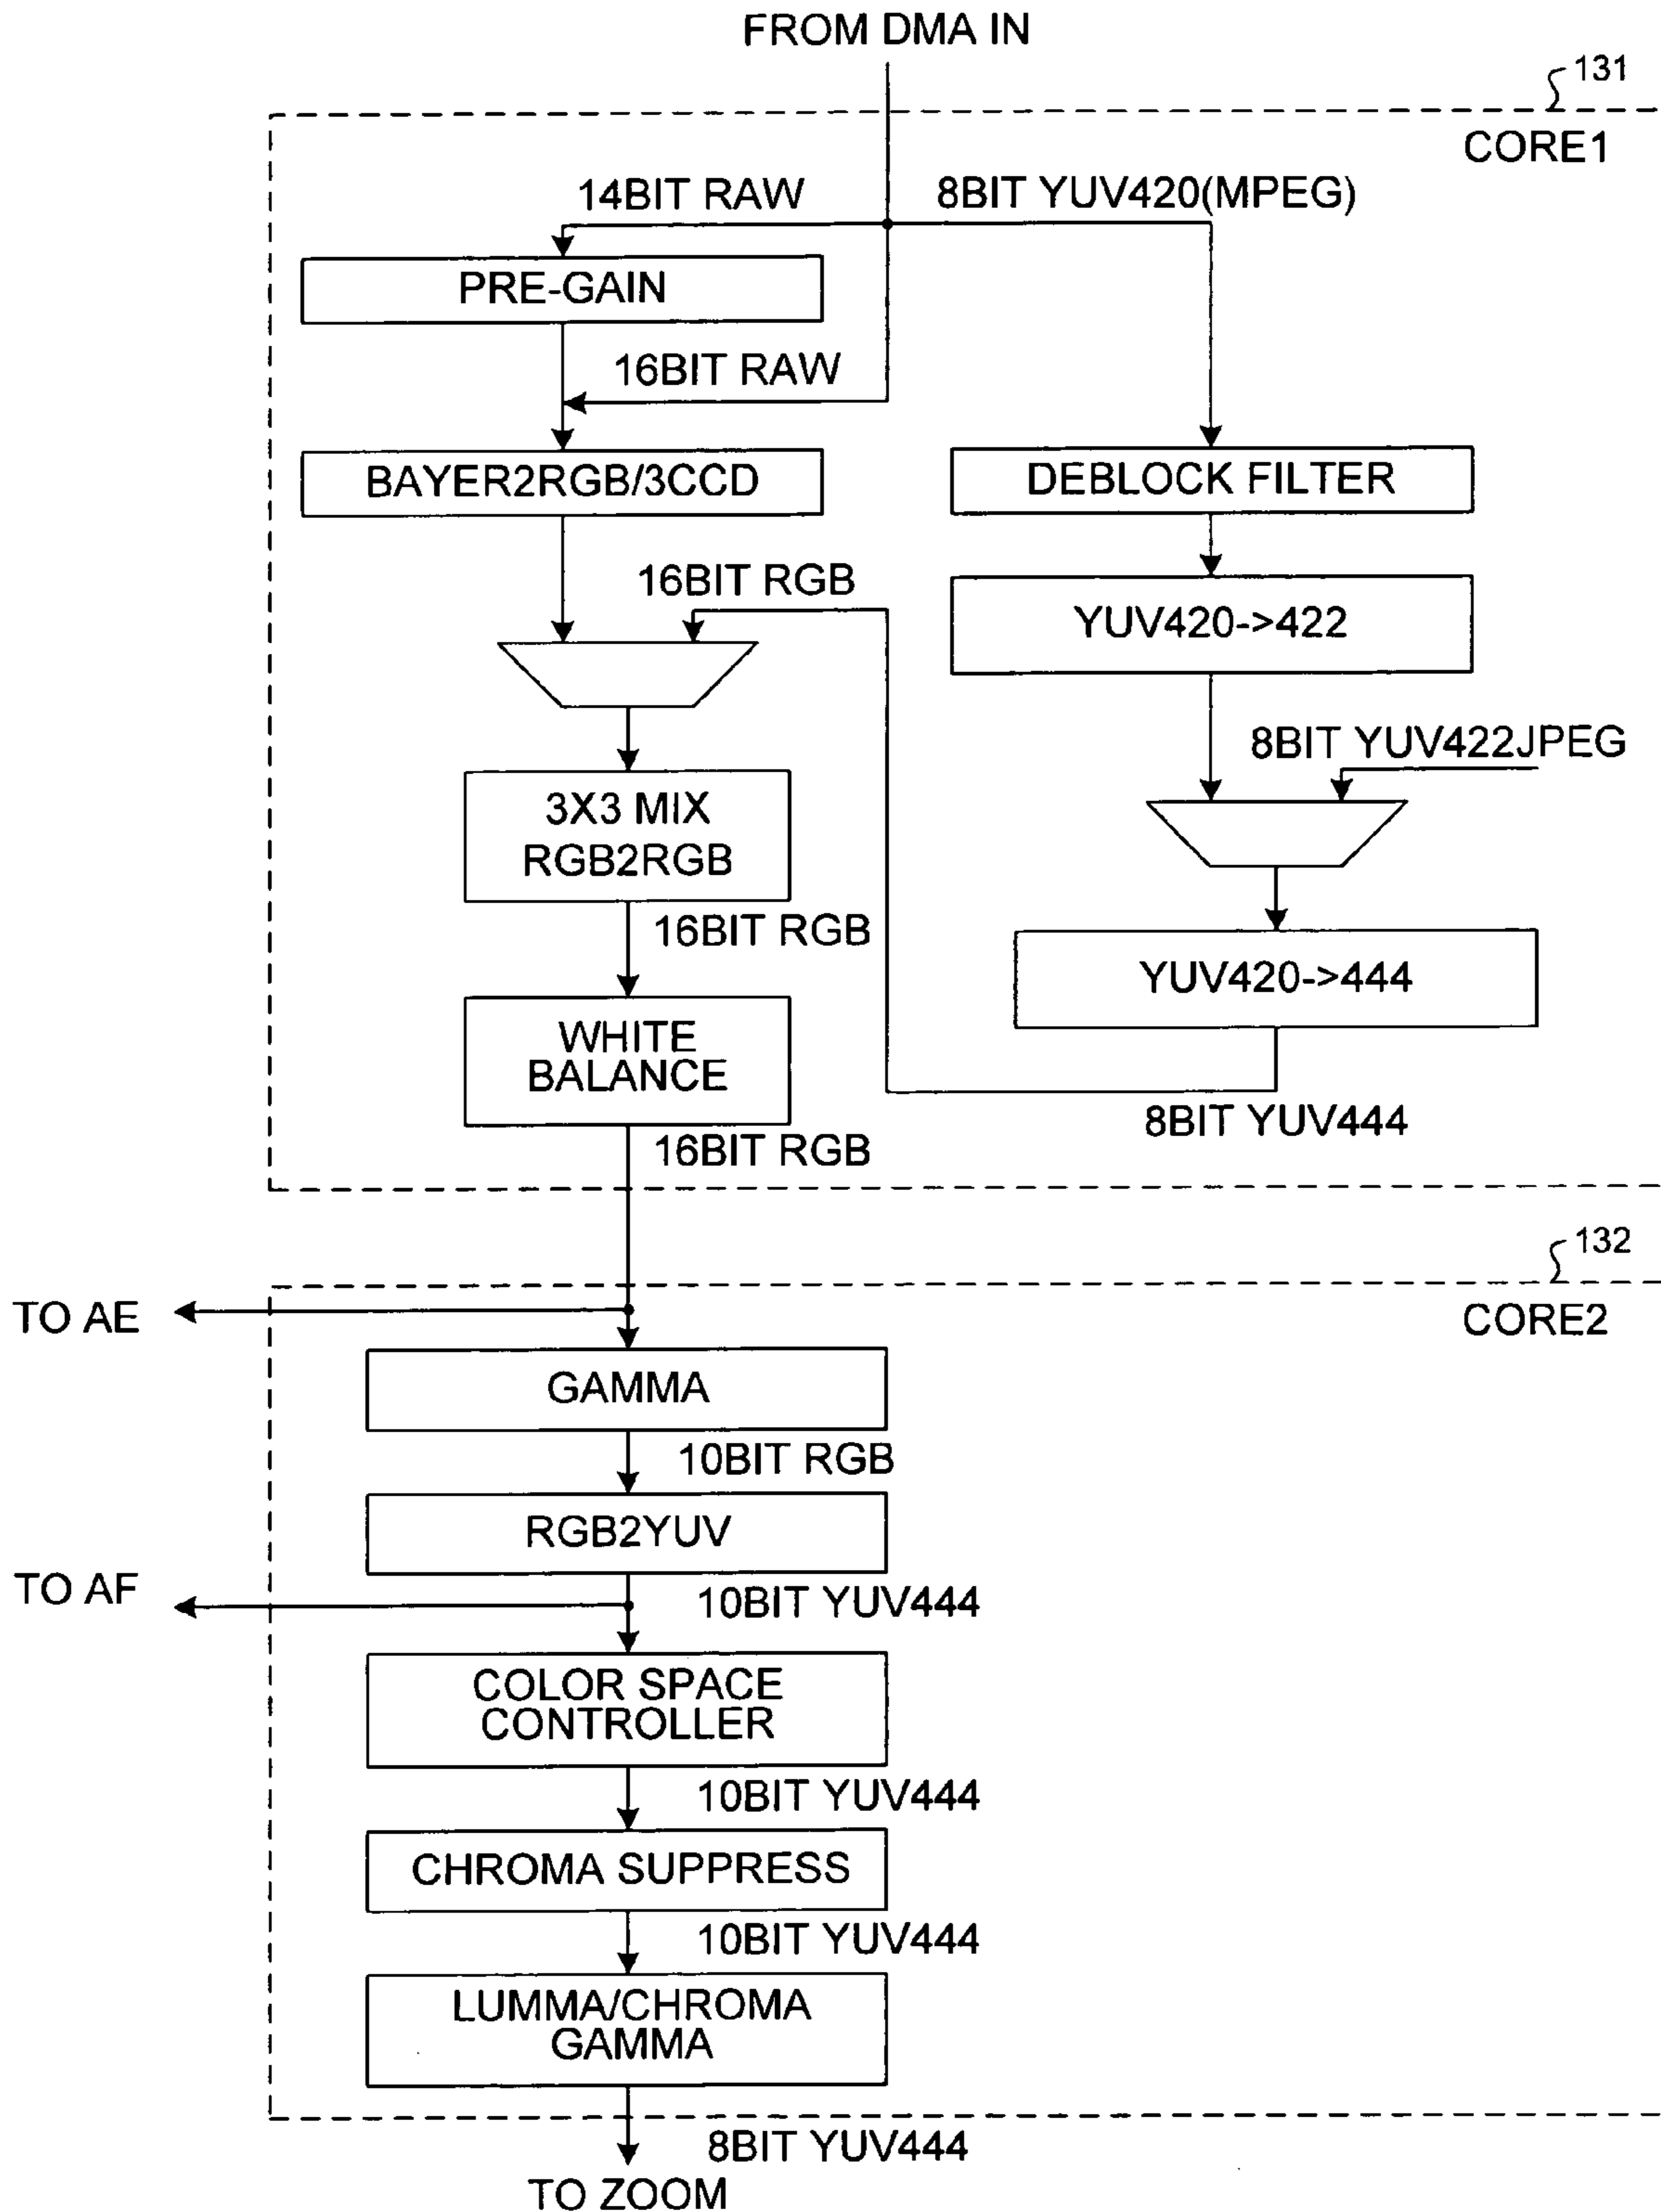 FROM DMA IN
131
CORE1
14BIT RAW
8BIT YUV420(MPEG)
PRE-GAIN
16BIT RAW
BAYER2RGB/3CCD
DEBLOCK FILTER
16BIT RGB
YUV420->422
8BIT YUV422JPEG
3X3 MIX
RGB2RGB
16BIT RGB
YUV420->444
WHITE
BALANCE
8BIT YUV444
16BIT RGB
132
CORE2
TO AE
GAMMA
10BIT RGB
RGB2YUV
TO AF
10BIT YUV444
COLOR SPACE
CONTROLLER
10BIT YUV444
CHROMA SUPPRESS
10BIT YUV444
LUMMA/CHROMA
GAMMA
8BIT YUV444
TO ZOOM